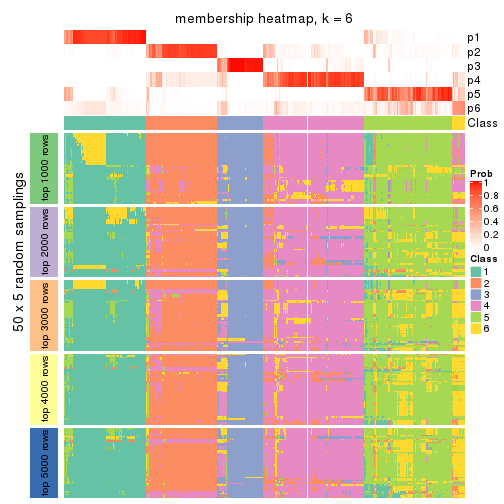 membership heatmap, k = 6
p1
p2
p3
p4
p5
p6
Class
50 x 5 random samplings
top 1000 rows
top 2000 rows
top 3000 rows
top 4000 rows
top 5000 rows
Prob
1
0.8
0.6
0.4
0.2
0
Class
1
2
3
4
5
6